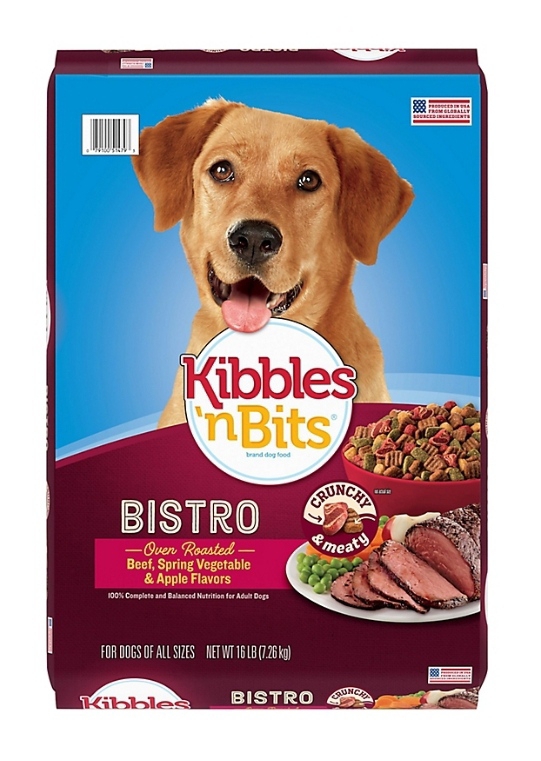 BISTRO
PRODUCED IN USA
FROM GLOBALLY
SOURCED INGREDIENTS
Kibbles
'n Bits®
brand dog food
BISTRO
Oven Roasted
Beef, Spring Vegetable
& Apple Flavors
100% Complete and Balanced Nutrition for Adult Dogs
CRUNCHY
& meaty
FOR DOGS OF ALL SIZES NET WT 16 LB (7.26 kg)
Kibbles
BISTRO
CRUNCHY